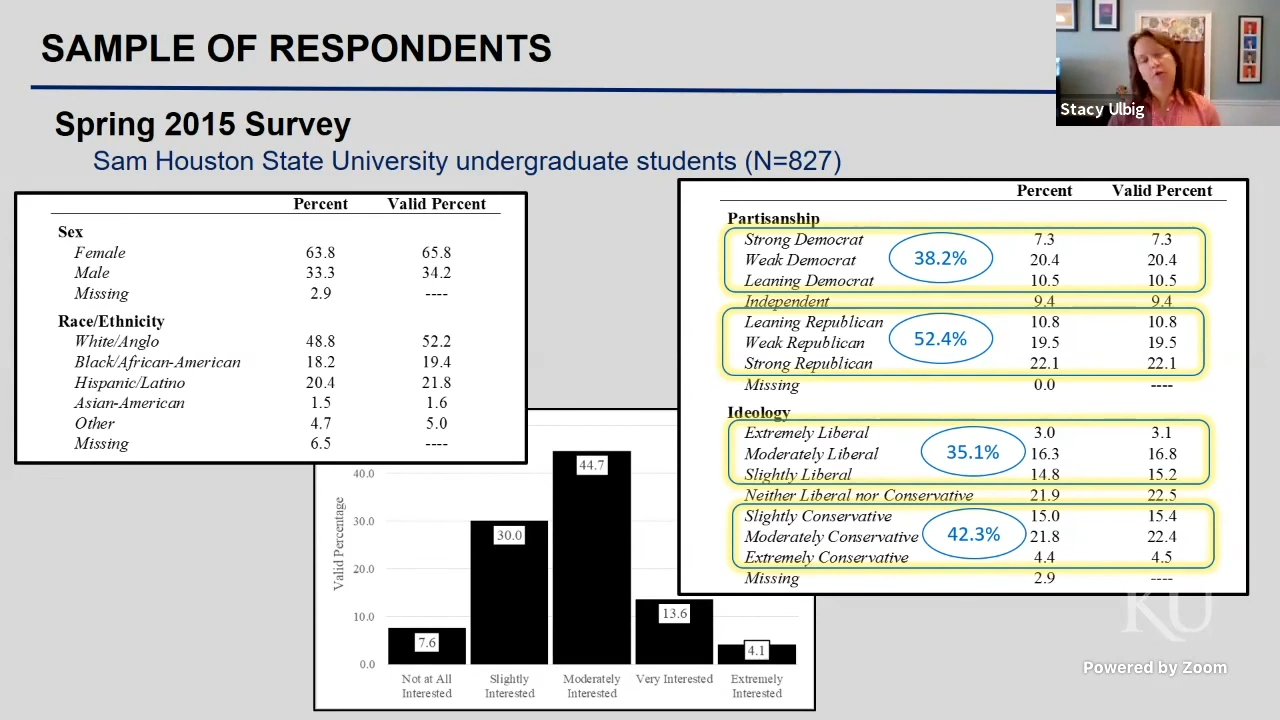 SAMPLE OF RESPONDENTS
Stacy Ulbig
Spring 2015 Survey
Sam Houston State University undergraduate students (N=827)
Percent Valid Percent
Sex
Female 63.8 65.8
Male 33.3 34.2
Missing 2.9 ----
Race/Ethnicity
White/Anglo 48.8 52.2
Black/African-American 18.2 19.4
Hispanic/Latino 20.4 21.8
Asian-American 1.5 1.6
Other 4.7 5.0
Missing 6.5 ----
Percent Valid Percent
Partisanship
Strong Democrat 7.3 7.3
Weak Democrat 38.2% 20.4 20.4
Leaning Democrat 10.5 10.5
Independent 9.4 9.4
Leaning Republican 10.8 10.8
Weak Republican 52.4% 19.5 19.5
Strong Republican 22.1 22.1
Missing 0.0 ----
Ideology
Extremely Liberal 3.0 3.1
Moderately Liberal 35.1% 16.3 16.8
Slightly Liberal 14.8 15.2
Neither Liberal nor Conservative 21.9 22.5
Slightly Conservative 15.0 15.4
Moderately Conservative 42.3% 21.8 22.4
Extremely Conservative 4.4 4.5
Missing 2.9 ----
Valid Percentage
40.0
30.0
20.0
10.0
0.0
7.6
30.0
44.7
13.6
4.1
Not at All Interested
Slightly Interested
Moderately Interested
Very Interested
Extremely Interested
KU
Powered by Zoom